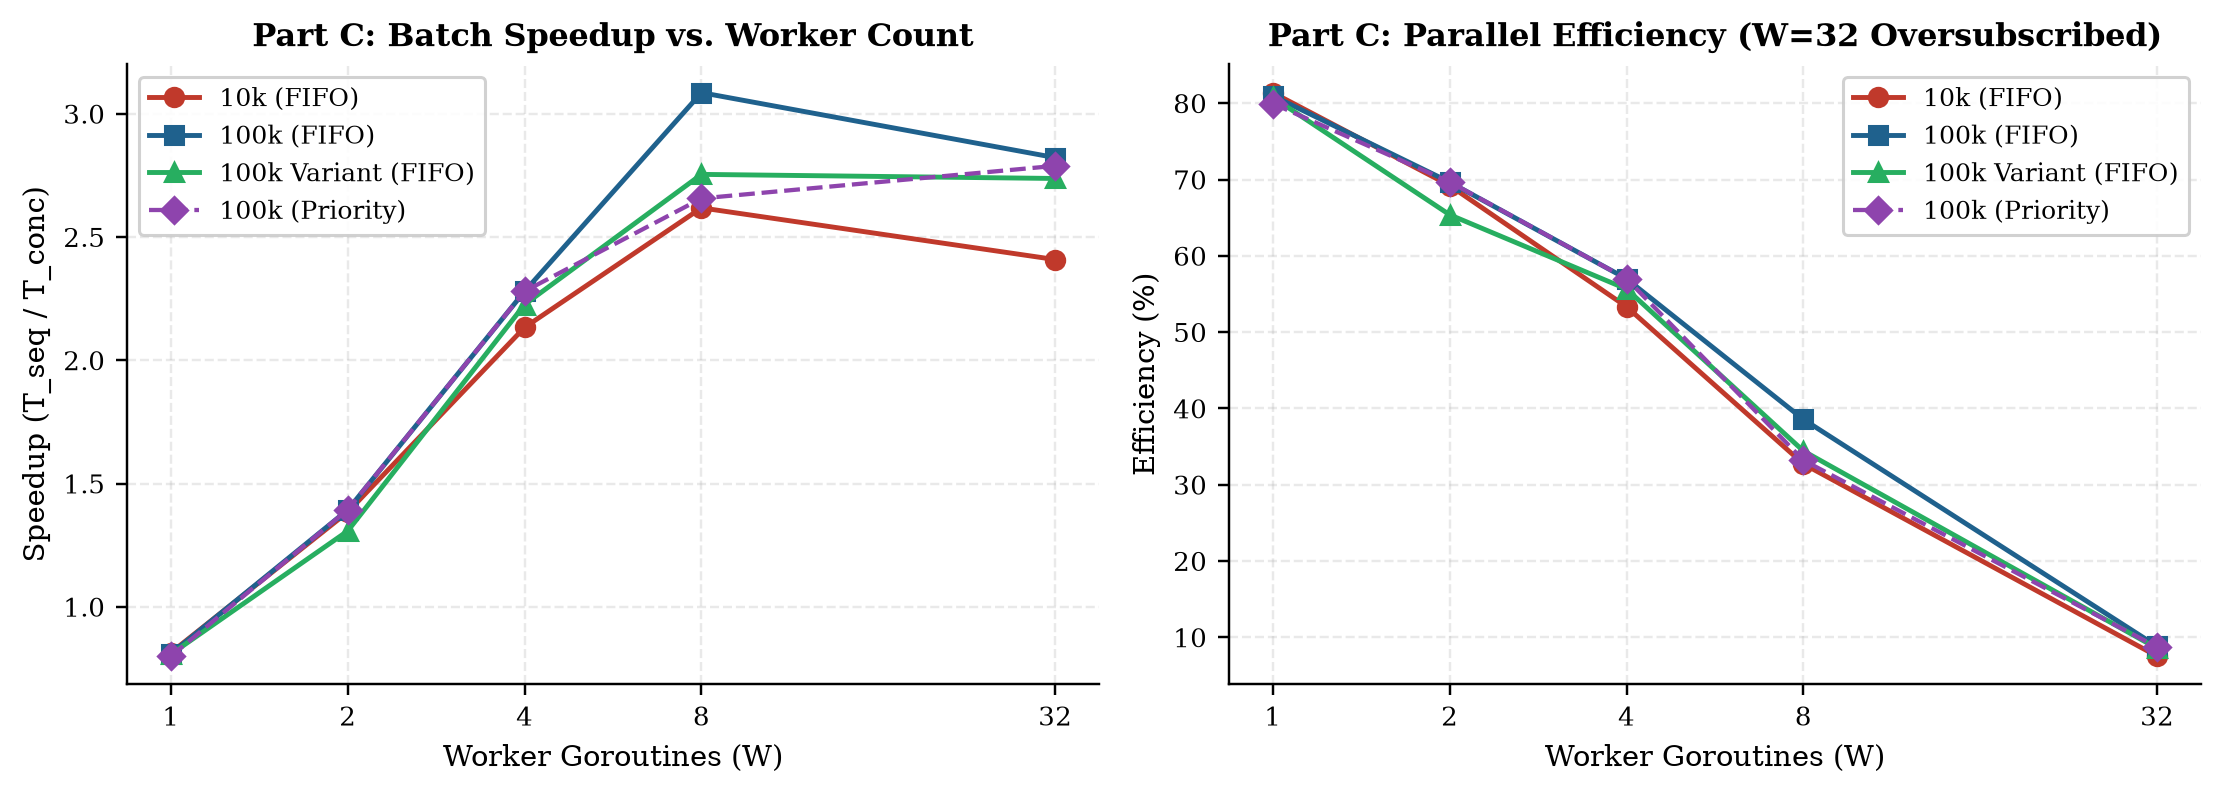 Part C: Batch Speedup vs. Worker Count
10k (FIFO)
100k (FIFO)
100k Variant (FIFO)
100k (Priority)
Speedup (T_seq / T_conc)
3.0
2.5
2.0
1.5
1.0
1 2 4 8 32
Worker Goroutines (W)
Part C: Parallel Efficiency (W=32 Oversubscribed)
10k (FIFO)
100k (FIFO)
100k Variant (FIFO)
100k (Priority)
Efficiency (%)
80
70
60
50
40
30
20
10
1 2 4 8 32
Worker Goroutines (W)